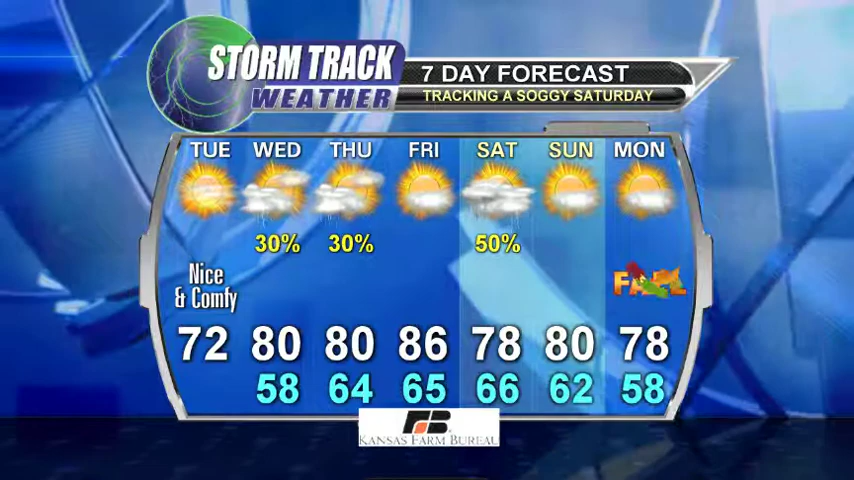 STORM TRACK
WEATHER
7 DAY FORECAST
TRACKING A SOGGY SATURDAY
TUE WED THU FRI SAT SUN MON
30% 30% 50%
Nice
& Comfy
FALL
72 80 80 86 78 80 78
58 64 65 66 62 58
FB
KANSAS FARM BUREAU